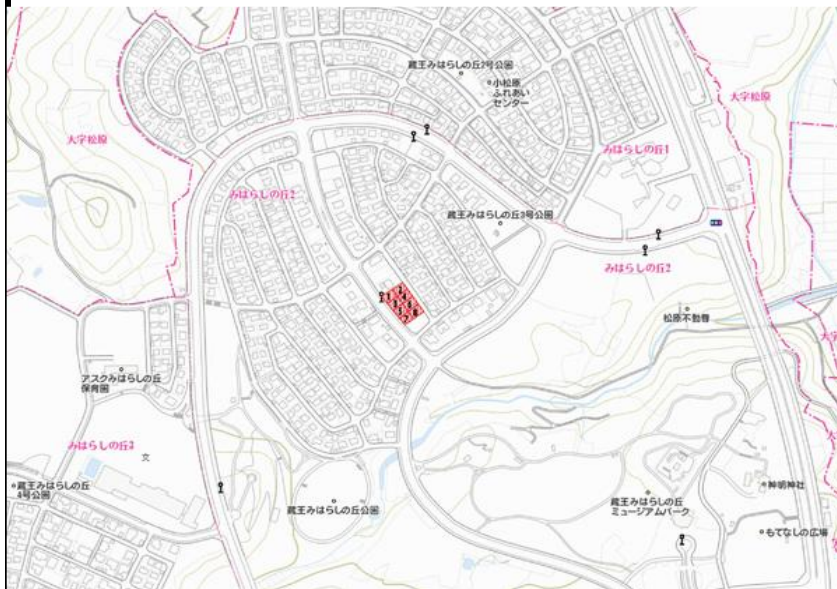 蔵王みはらしの丘2号公園
小松原
ふれあい
センター
大字松原
大字松原
みはらしの丘1
みはらしの丘2
蔵王みはらしの丘3号公園
みはらしの丘2
松原不動尊
アスクみはらしの丘
保育園
みはらしの丘3
文
蔵王みはらしの丘
4号公園
蔵王みはらしの丘公園
蔵王みはらしの丘
ミュージアムパーク
神明神社
もてなしの広場